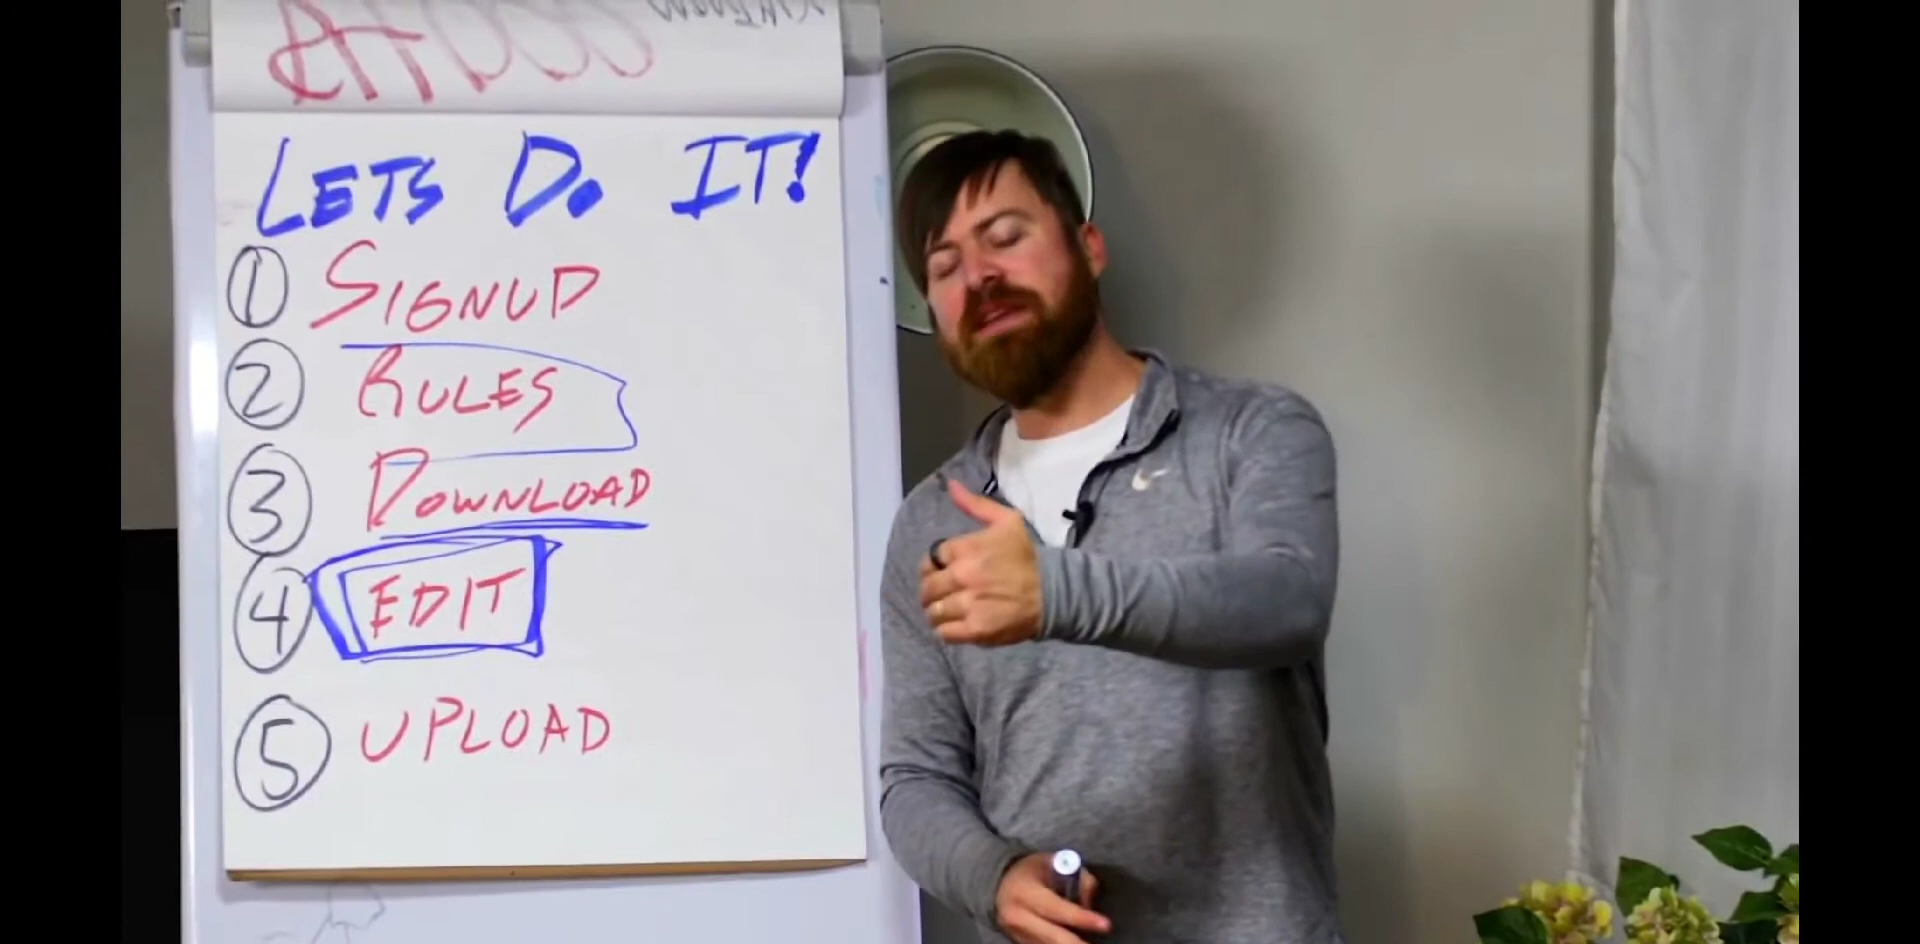 LETS DO IT!
1 SIGNUP
2 RULES
3 DOWNLOAD
4 EDIT
5 UPLOAD